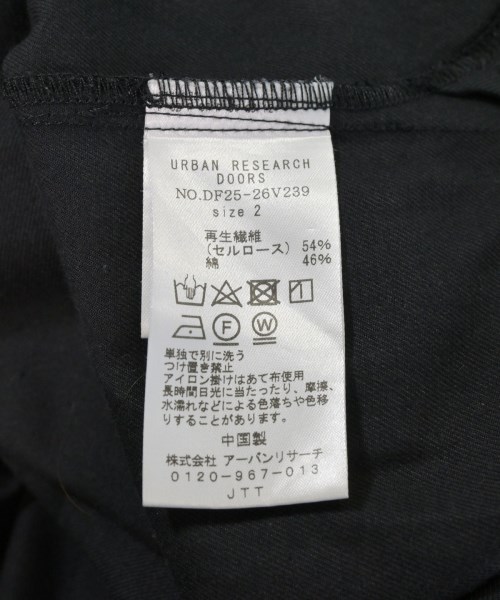 URBAN RESEARCH
DOORS
NO.DF25-26V239
size 2
再生繊維
(セルロース) 54%
綿 46%
F W
単独で別に洗う
つけ置き禁止
アイロン掛けはあて布使用
長時間日光に当たったり、摩擦、
水濡れなどによる色落ちや色移
りすることがあります。
中国製
株式会社 アーバンリサーチ
0120-967-013
JTT